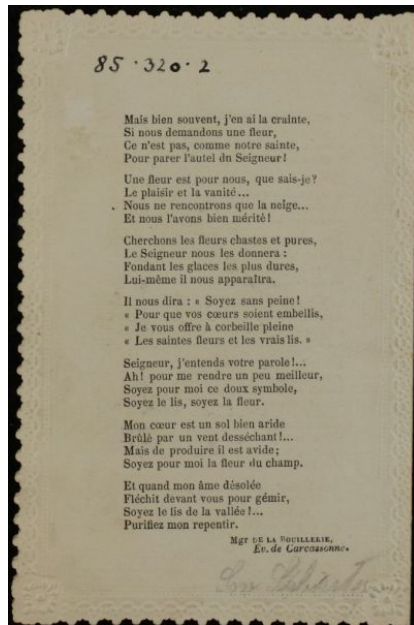 85.320.2
Mais bien souvent, j'en ai la crainte,
Si nous demandons une fleur,
Ce n'est pas, comme notre sainte,
Pour parer l'autel du Seigneur!
Une fleur est pour nous, que sais-je?
Le plaisir et la vanité...
Nous ne rencontrons que la neige...
Et nous l'avons bien mérité!
Cherchons les fleurs chastes et pures,
Le Seigneur nous les donnera :
Fondant les glaces les plus dures,
Lui-même il nous apparaîtra.
Il nous dira : « Soyez sans peine!
« Pour que vos cœurs soient embellis,
« Je vous offre à corbeille pleine
« Les saintes fleurs et les vrais lis. »
Seigneur, j'entends votre parole!...
Ah! pour me rendre un peu meilleur,
Soyez pour moi ce doux symbole,
Soyez le lis, soyez la fleur.
Mon cœur est un sol bien aride
Brûlé par un vent desséchant!...
Mais de produire il est avide;
Soyez pour moi la fleur du champ.
Et quand mon âme désolée
Fléchit devant vous pour gémir,
Soyez le lis de la vallée!...
Purifiez mon repentir.
Mgr DE LA BOUILLERIE,
Ev. de Carcassonne.